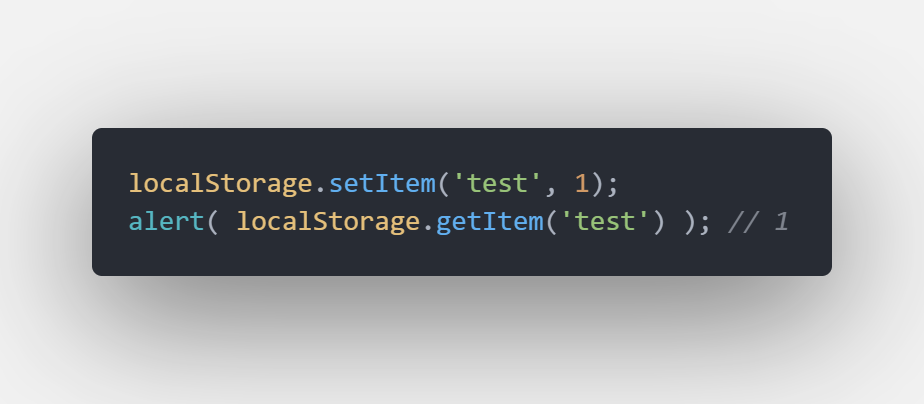 localStorage.setItem('test', 1);
alert( localStorage.getItem('test') ); // 1